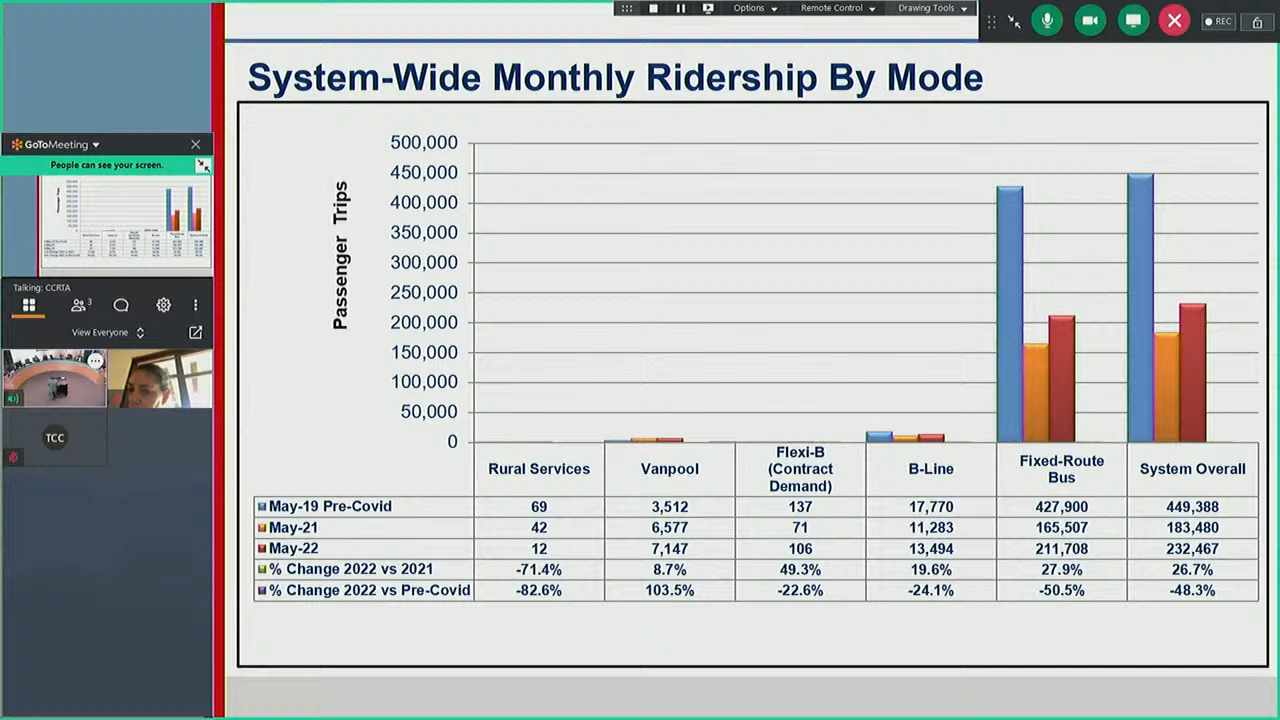 Options
Remote Control
Drawing Tools
REC
System-Wide Monthly Ridership By Mode
GoToMeeting
People can see your screen.
Talking: CCRTA
3
View Everyone
TCC
Passenger Trips
500,000
450,000
400,000
350,000
300,000
250,000
200,000
150,000
100,000
50,000
0
Rural Services Vanpool Flexi-B (Contract Demand) B-Line Fixed-Route Bus System Overall
May-19 Pre-Covid 69 3,512 137 17,770 427,900 449,388
May-21 42 6,577 71 11,283 165,507 183,480
May-22 12 7,147 106 13,494 211,708 232,467
% Change 2022 vs 2021 -71.4% 8.7% 49.3% 19.6% 27.9% 26.7%
% Change 2022 vs Pre-Covid -82.6% 103.5% -22.6% -24.1% -50.5% -48.3%